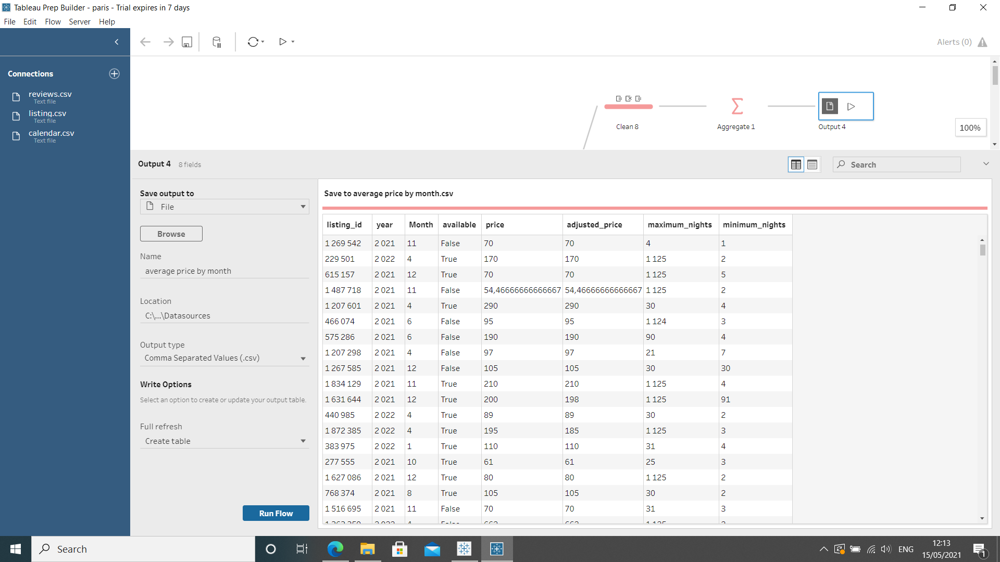 Tableau Prep Builder - paris - Trial expires in 7 days
File Edit Flow Server Help
Alerts (0)
Connections
reviews.csv
Text file
listing.csv
Text file
calendar.csv
Text file
Clean 8 Aggregate 1 Output 4
100%
Output 4 8 fields
Search
Save output to
File
Browse
Name
average price by month
Location
C:\...\Datasources
Output type
Comma Separated Values (.csv)
Write Options
Select an option to create or update your output table.
Full refresh
Create table
Run Flow
Save to average price by month.csv
listing_id year Month available price adjusted_price maximum_nights minimum_nights
1 269 542 2 021 11 False 70 70 4 1
229 501 2 022 4 True 170 170 1 125 2
615 157 2 021 12 True 70 70 1 125 5
1 487 718 2 021 11 False 54,46666666666667 54,46666666666667 1 125 2
1 207 601 2 021 4 True 290 290 30 4
466 074 2 021 6 False 95 95 1 124 3
575 286 2 021 6 False 190 190 90 4
1 207 298 2 021 4 False 97 97 21 7
1 267 585 2 021 12 False 105 105 30 30
1 834 129 2 021 11 True 210 210 1 125 4
1 631 644 2 021 12 True 200 198 1 125 91
440 985 2 022 4 True 89 89 30 2
1 872 385 2 022 4 True 195 185 1 125 3
383 975 2 022 1 True 110 110 31 4
277 555 2 021 10 True 61 61 25 3
1 627 086 2 021 12 True 80 80 1 125 2
768 374 2 021 8 True 105 105 30 2
1 516 695 2 021 11 False 70 70 31 3
Search
ENG
12:13
15/05/2021
1